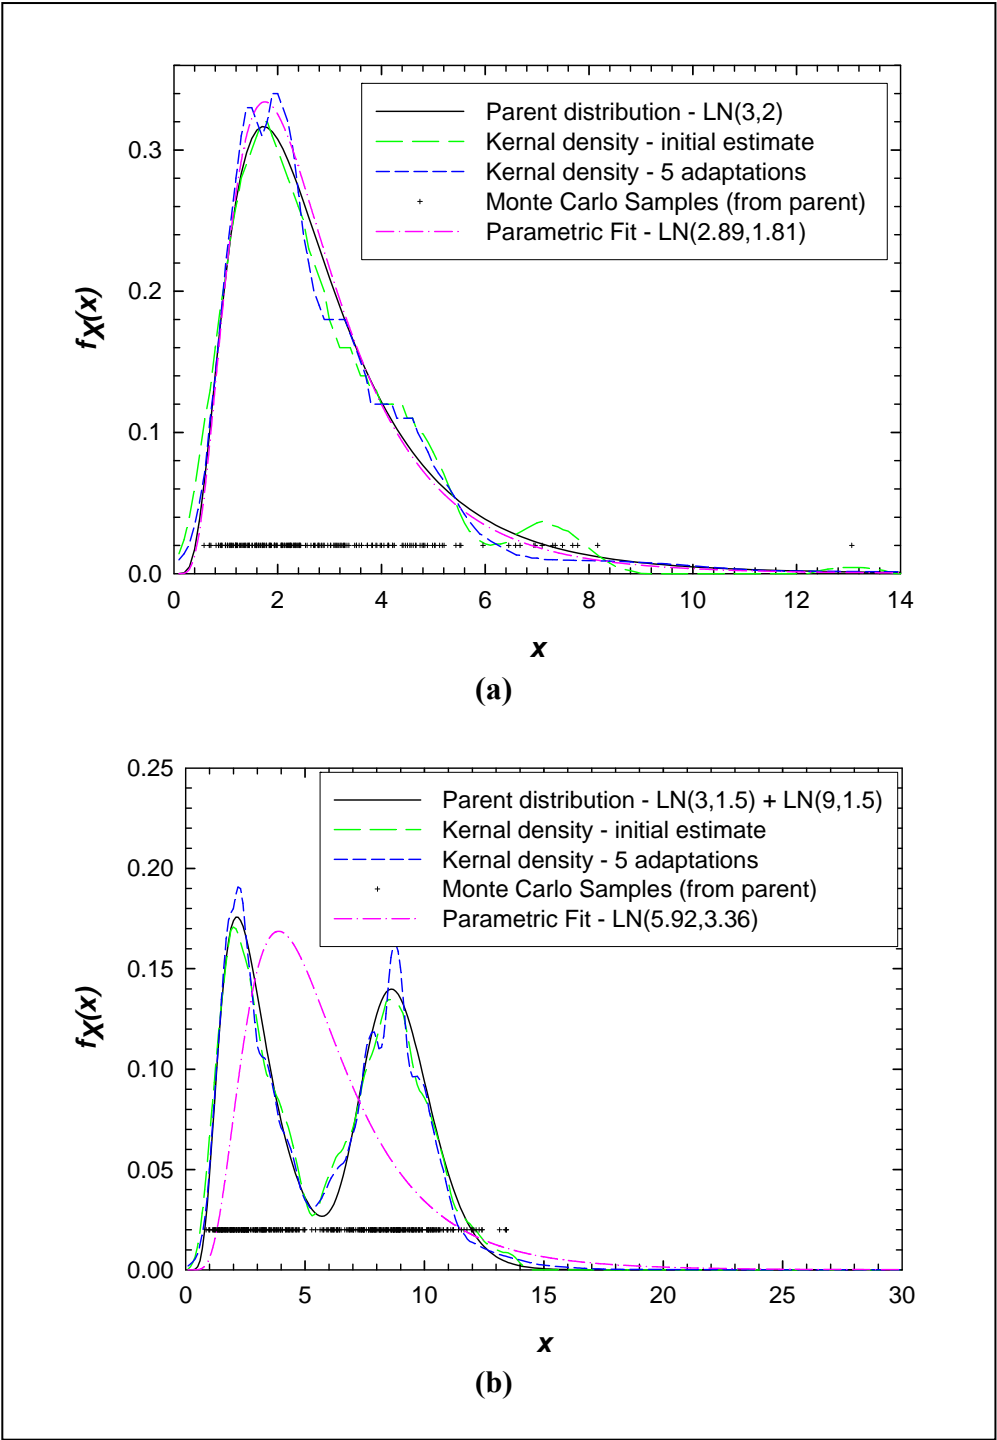 Parent distribution - LN(3,2)
Kernal density - initial estimate
Kernal density - 5 adaptations
Monte Carlo Samples (from parent)
Parametric Fit - LN(2.89,1.81)
0.3
0.2
0.1
0.0
fX(x)
0 2 4 6 8 10 12 14
x
(a)
Parent distribution - LN(3,1.5) + LN(9,1.5)
Kernal density - initial estimate
Kernal density - 5 adaptations
Monte Carlo Samples (from parent)
Parametric Fit - LN(5.92,3.36)
0.25
0.20
0.15
0.10
0.05
0.00
fX(x)
0 5 10 15 20 25 30
x
(b)